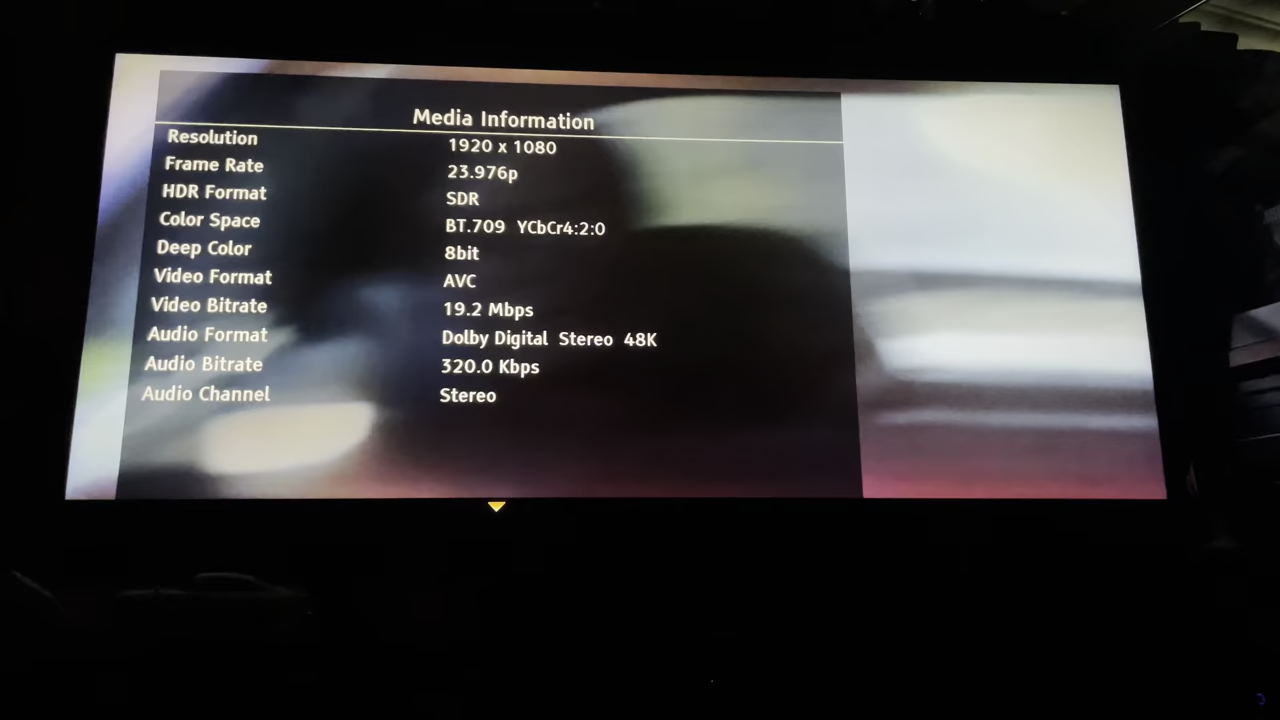 Media Information
Resolution 1920 x 1080
Frame Rate 23.976p
HDR Format SDR
Color Space BT.709 YCbCr4:2:0
Deep Color 8bit
Video Format AVC
Video Bitrate 19.2 Mbps
Audio Format Dolby Digital Stereo 48K
Audio Bitrate 320.0 Kbps
Audio Channel Stereo